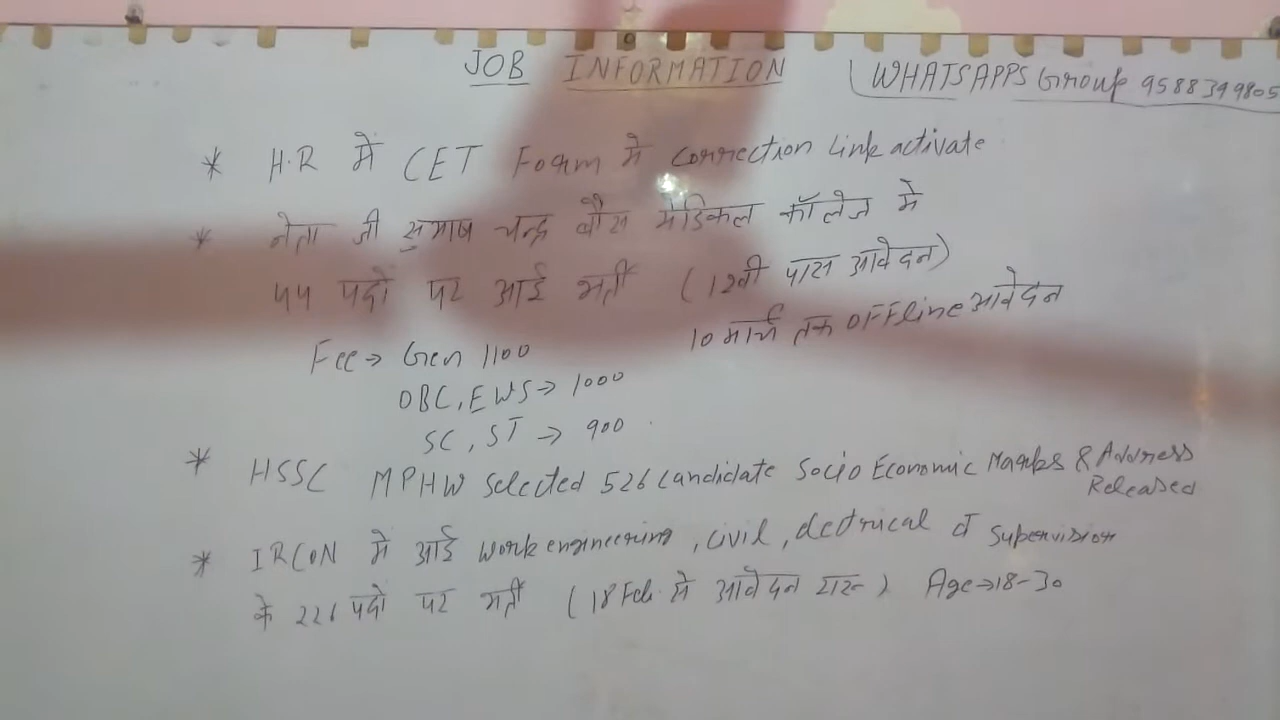 JOB INFORMATION
WHATSAPPS Group 9588349805
* H.R में CET Form में correction Link activate
* नेता जी सुभाष चन्द्र बौस मेडिकल कॉलेज में
44 पदो पर आई भर्ती (12वी पास आवेदन)
10 मार्च तक OFFline आवेदन
Fee → Gen 1100
OBC, EWS → 1000
SC, ST → 900
* HSSC MPHW Selected 526 Candidate Socio Economic Marks & Address
Released
* IRCON में आई work engineering, civil, electrical व Supervision
के 226 पदो पर भर्ती (18 Feb से आवेदन शुरू) Age → 18-30